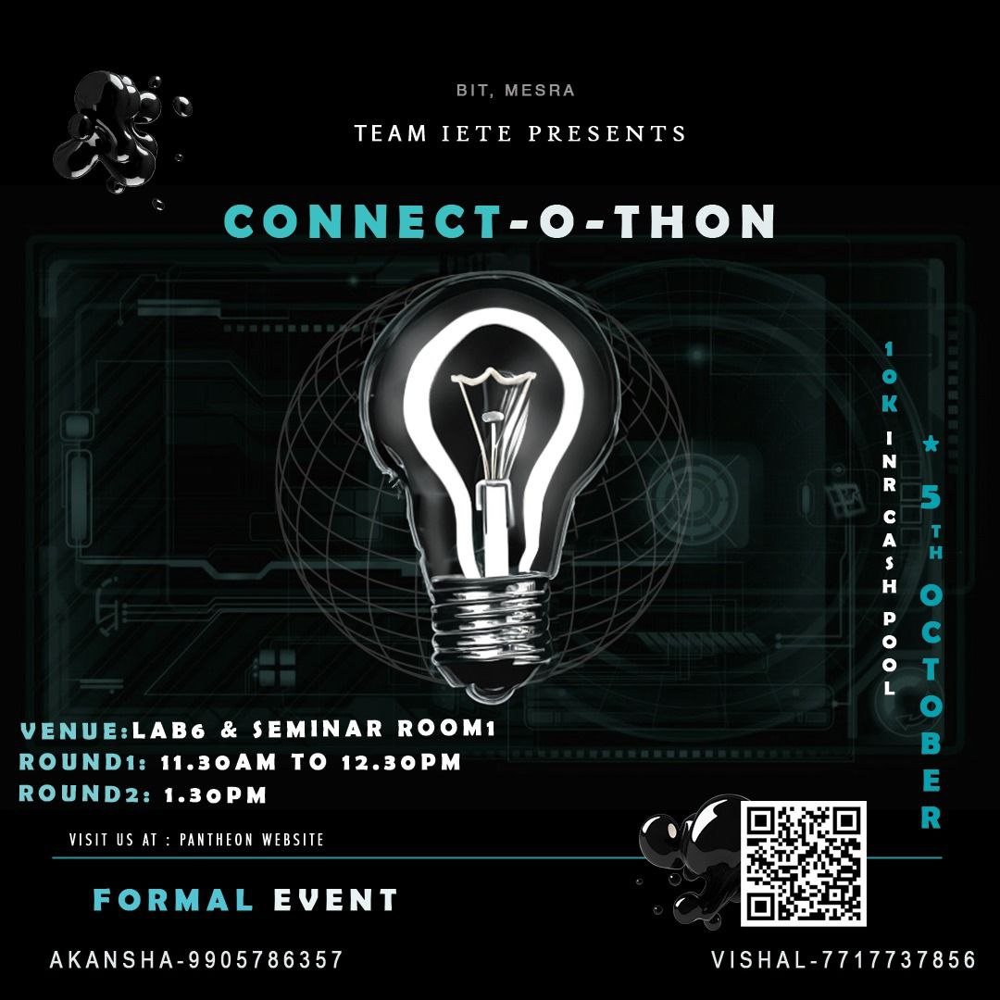 BIT, MESRA
TEAM IETE PRESENTS
CONNECT-O-THON
10K INR CASH POOL
* 5TH OCTOBER
VENUE:LAB6 & SEMINAR ROOM1
ROUND1: 11.30AM TO 12.30PM
ROUND2: 1.30PM
VISIT US AT : PANTHEON WEBSITE
FORMAL EVENT
AKANSHA-9905786357
VISHAL-7717737856